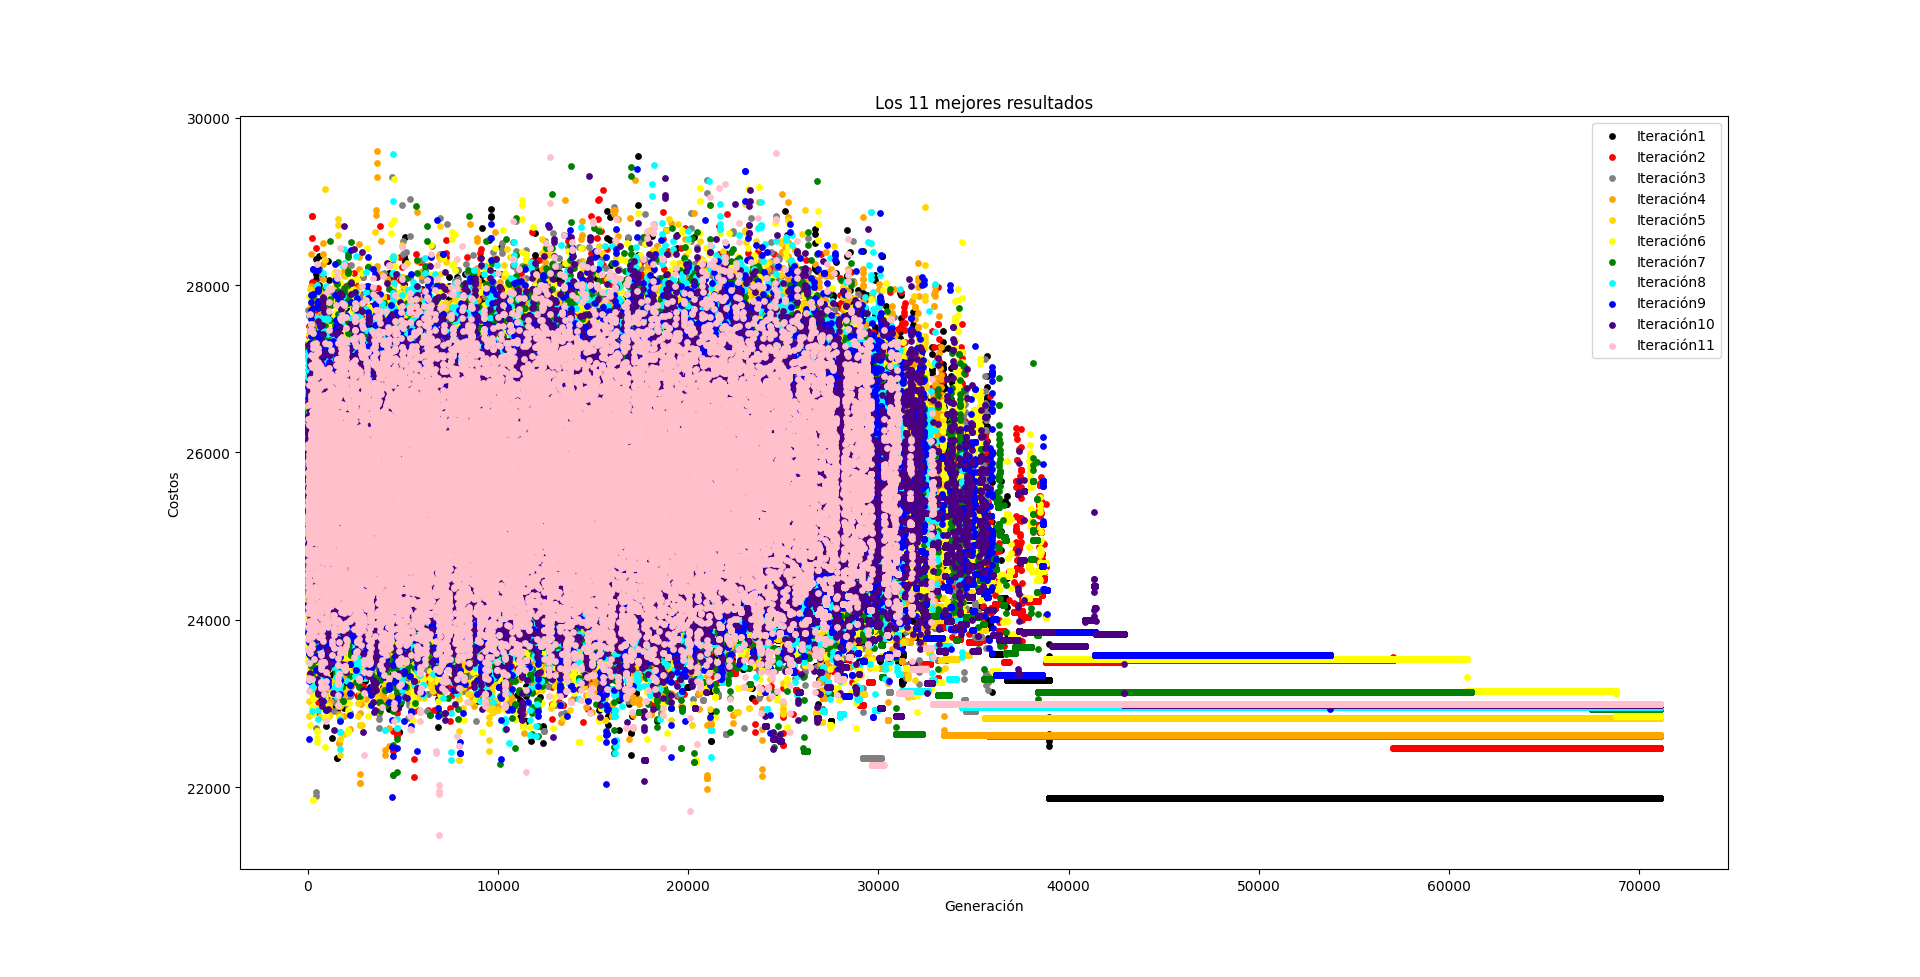 Los 11 mejores resultados
30000
28000
26000
24000
22000
Costos
0
10000
20000
30000
40000
50000
60000
70000
Generación
Iteración1
Iteración2
Iteración3
Iteración4
Iteración5
Iteración6
Iteración7
Iteración8
Iteración9
Iteración10
Iteración11